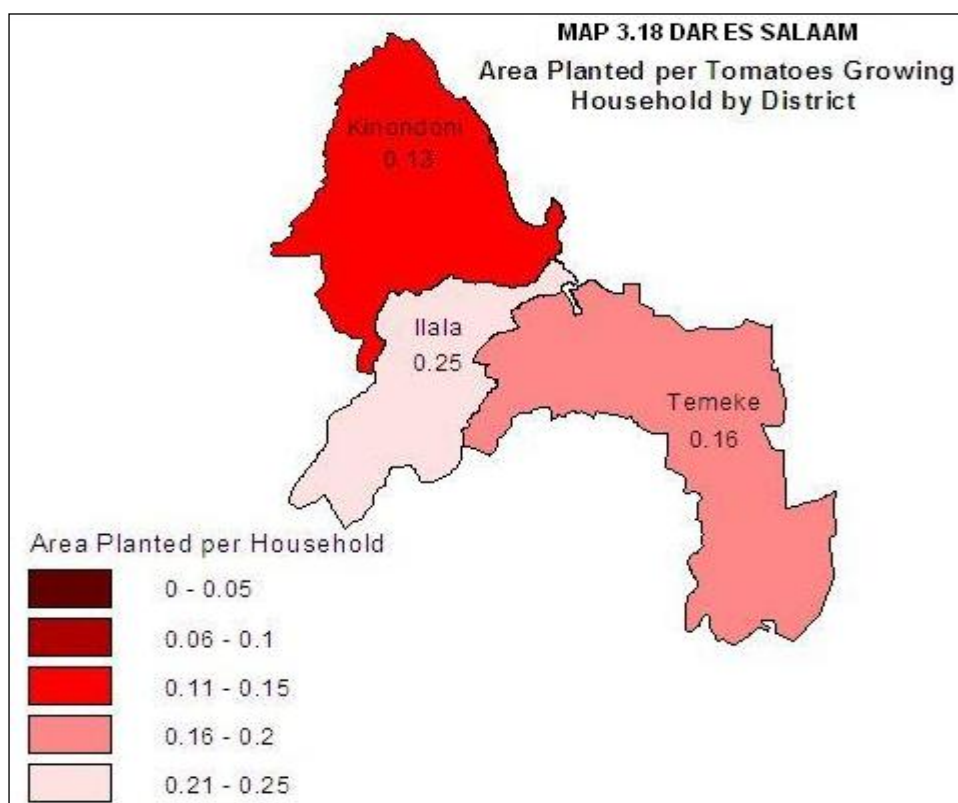 MAP 3.18 DAR ES SALAAM
Area Planted per Tomatoes Growing
Household by District
Kinondoni
0.13
Ilala
0.25
Temeke
0.16
Area Planted per Household
0 - 0.05
0.06 - 0.1
0.11 - 0.15
0.16 - 0.2
0.21 - 0.25